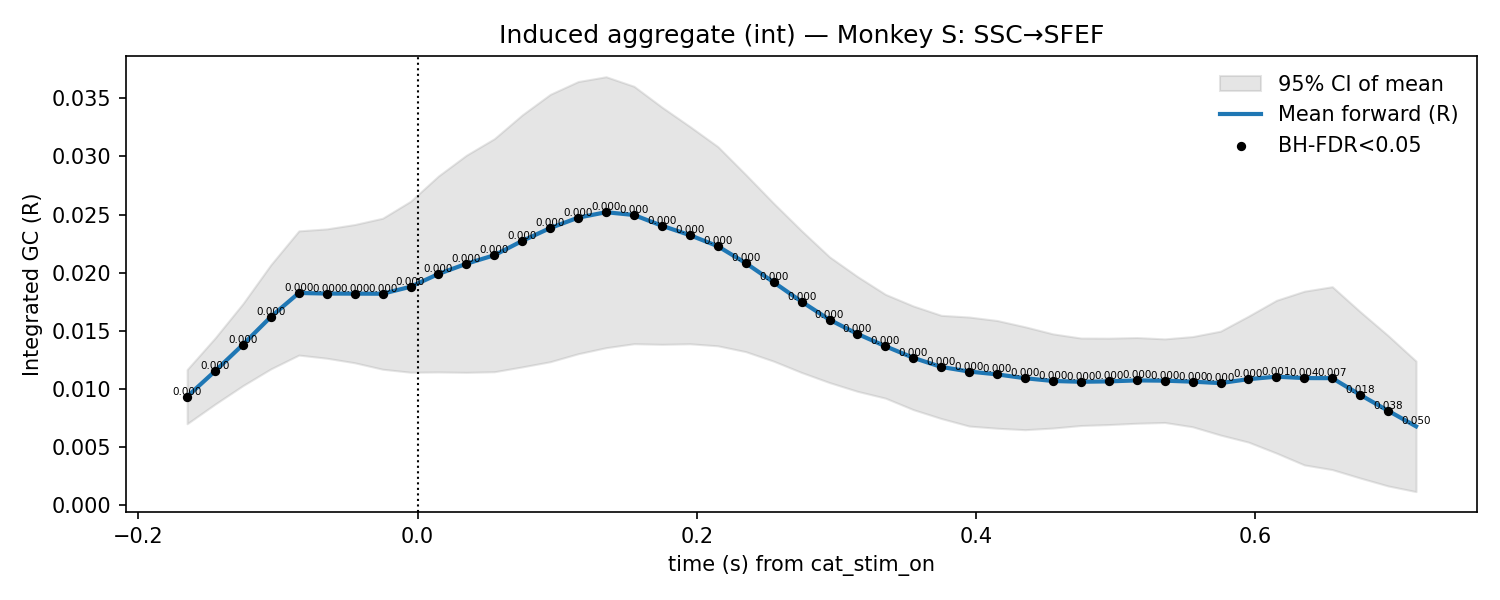 Induced aggregate (int) — Monkey S: SSC→SFEF
Integrated GC (R)
0.035
0.030
0.025
0.020
0.015
0.010
0.005
0.000
95% CI of mean
Mean forward (R)
BH-FDR<0.05
0.000 0.000 0.000 0.000 0.000 0.000 0.000 0.000 0.000 0.000 0.000 0.000 0.000 0.000 0.000 0.000 0.000 0.000 0.000 0.000 0.000 0.000 0.000 0.000 0.000 0.000 0.000 0.000 0.000 0.000 0.000 0.000 0.000 0.000 0.000 0.000 0.000 0.000 0.000 0.001 0.004 0.007 0.018 0.038 0.050
−0.2 0.0 0.2 0.4 0.6
time (s) from cat_stim_on